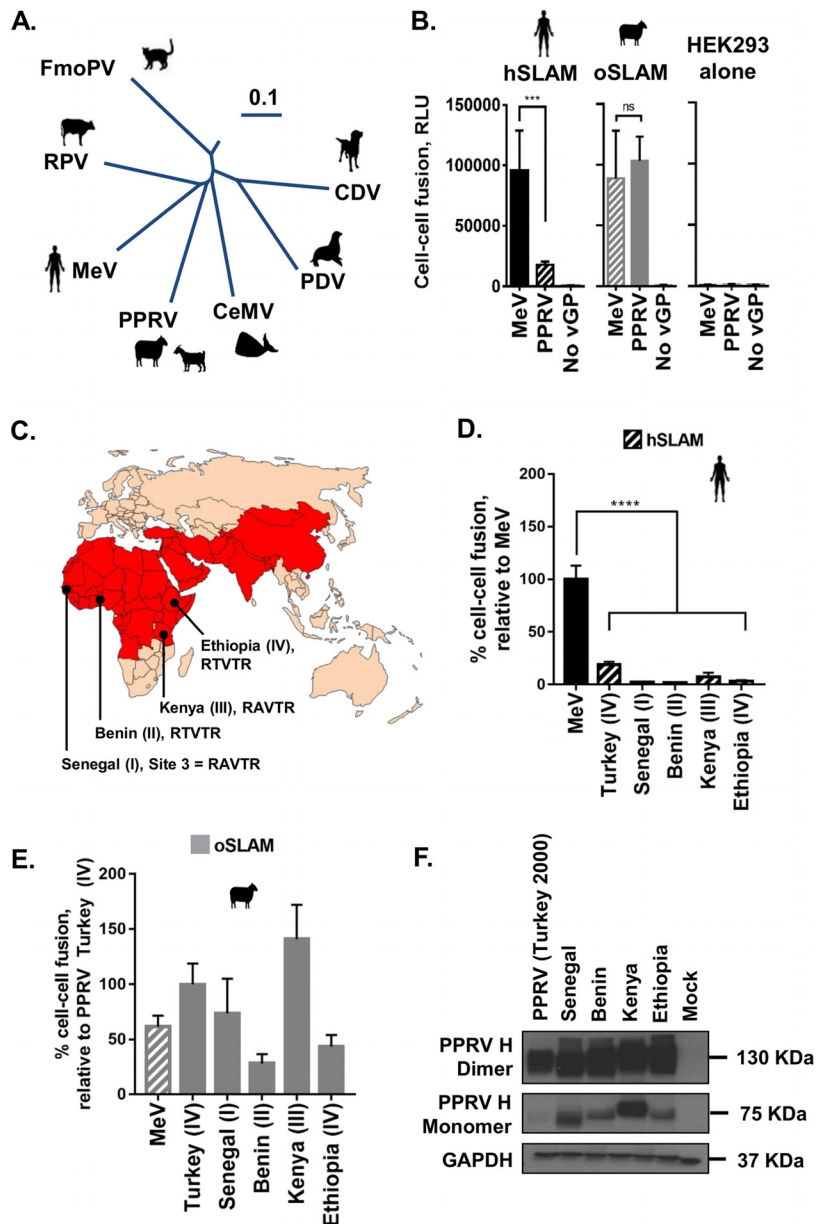 A.
FmoPV
0.1
RPV
CDV
MeV
PDV
PPRV
CeMV
B.
hSLAM
oSLAM
HEK293
alone
Cell-cell fusion, RLU
150000
100000
50000
0
***
ns
MeV
PPRV
No vGP
MeV
PPRV
No vGP
MeV
PPRV
No vGP
C.
Ethiopia (IV),
RTVTR
Kenya (III), RAVTR
Benin (II), RTVTR
Senegal (I), Site 3 = RAVTR
D.
hSLAM
% cell-cell fusion,
relative to MeV
200
150
100
50
0
****
MeV
Turkey (IV)
Senegal (I)
Benin (II)
Kenya (III)
Ethiopia (IV)
E.
oSLAM
% cell-cell fusion,
relative to PPRV Turkey (IV)
200
150
100
50
0
MeV
Turkey (IV)
Senegal (I)
Benin (II)
Kenya (III)
Ethiopia (IV)
F.
PPRV (Turkey 2000)
Senegal
Benin
Kenya
Ethiopia
Mock
PPRV H
Dimer
130 KDa
PPRV H
Monomer
75 KDa
GAPDH
37 KDa